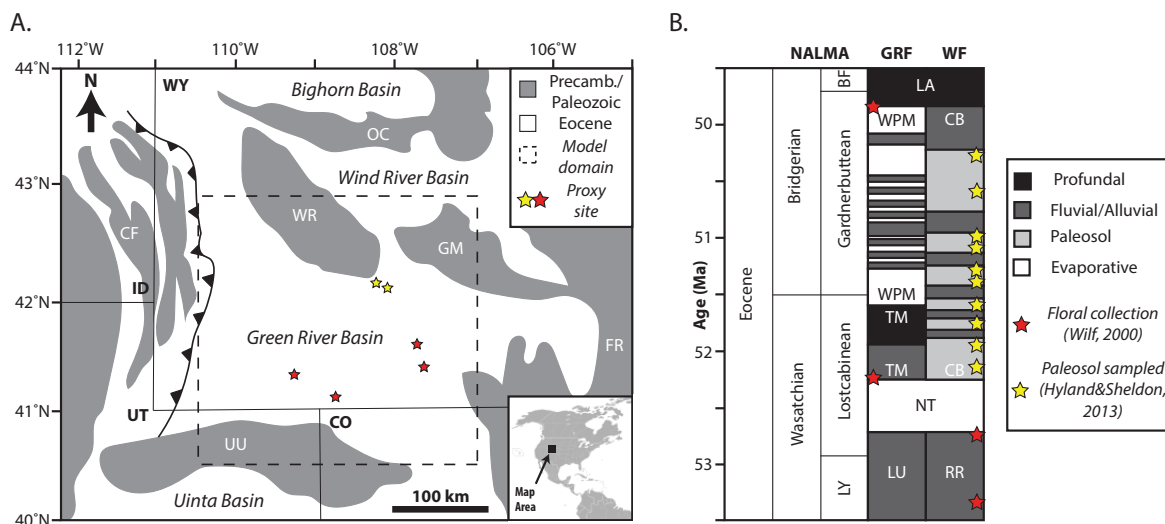 A.
112˚W
110˚W
108˚W
106˚W
104˚W
44˚N
43˚N
42˚N
41˚N
40˚N
N
WY
Bighorn Basin
OC
Wind River Basin
WR
GM
CF
ID
Green River Basin
FR
UT
CO
UU
Uinta Basin
100 km
Precamb./
Paleozoic
Eocene
Model
domain
Proxy
site
Map
Area
B.
NALMA
GRF
WF
Age (Ma)
50
51
52
53
Eocene
Bridgerian
Wasatchian
BF
Gardnerbuttean
Lostcabinean
LY
LA
WPM
CB
WPM
TM
TM
CB
NT
LU
RR
Profundal
Fluvial/Alluvial
Paleosol
Evaporative
Floral collection
(Wilf, 2000)
Paleosol sampled
(Hyland&Sheldon,
2013)